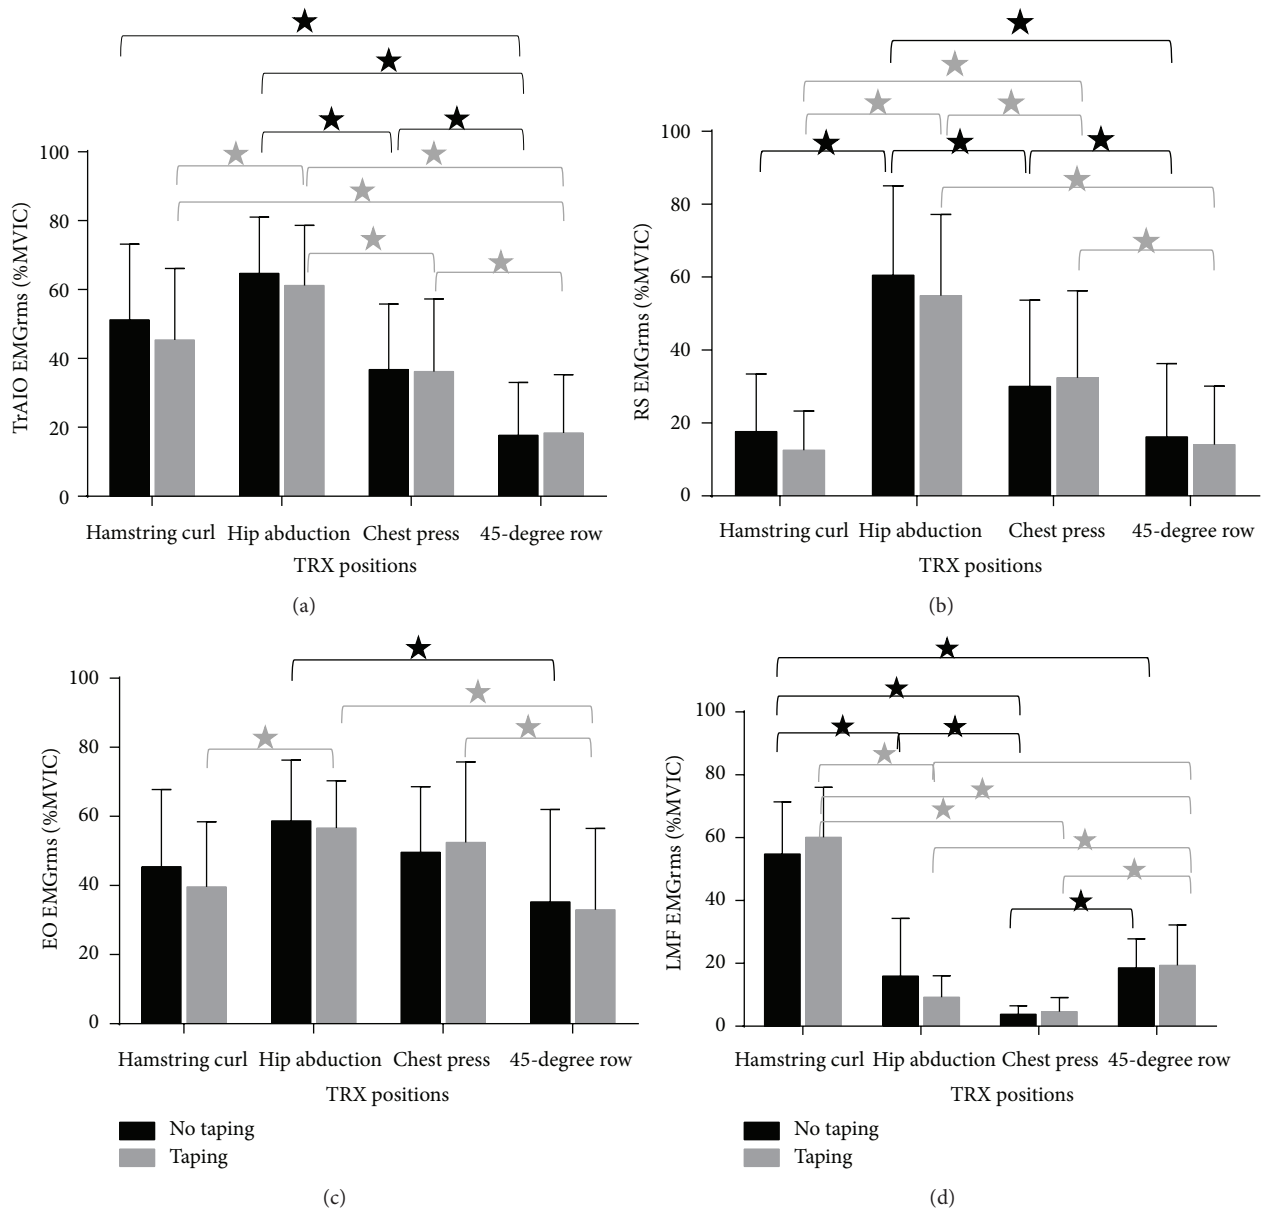 100
80
60
40
20
0
TrAIO EMGrms (%MVIC)
Hamstring curl Hip abduction Chest press 45-degree row
TRX positions
(a)
100
80
60
40
20
0
RS EMGrms (%MVIC)
Hamstring curl Hip abduction Chest press 45-degree row
TRX positions
(b)
100
80
60
40
20
0
EO EMGrms (%MVIC)
Hamstring curl Hip abduction Chest press 45-degree row
TRX positions
No taping
Taping
(c)
100
80
60
40
20
0
LMF EMGrms (%MVIC)
Hamstring curl Hip abduction Chest press 45-degree row
TRX positions
No taping
Taping
(d)